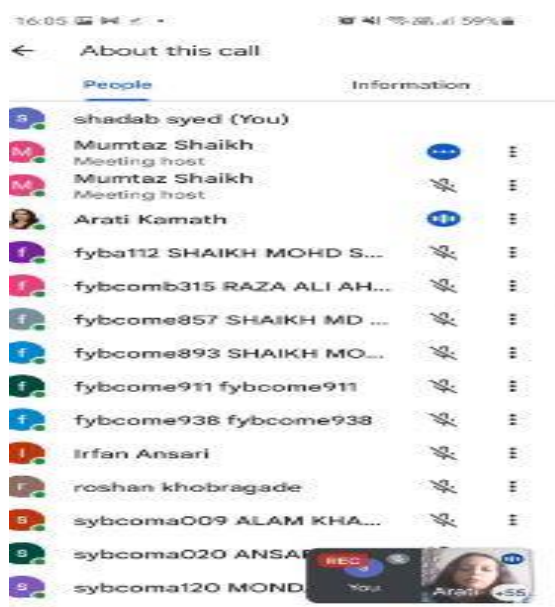 16:05 59%
← About this call
People Information
shadab syed (You)
Mumtaz Shaikh
Meeting host
Mumtaz Shaikh
Meeting host
Arati Kamath
fyba112 SHAIKH MOHD S...
fybcomb315 RAZA ALI AH...
fybcome857 SHAIKH MD ...
fybcome893 SHAIKH MO...
fybcome911 fybcome911
fybcome938 fybcome938
Irfan Ansari
roshan khobragade
sybcoma009 ALAM KHA...
sybcoma020 ANSA
REC
sybcoma120 MOND
You Arati +55